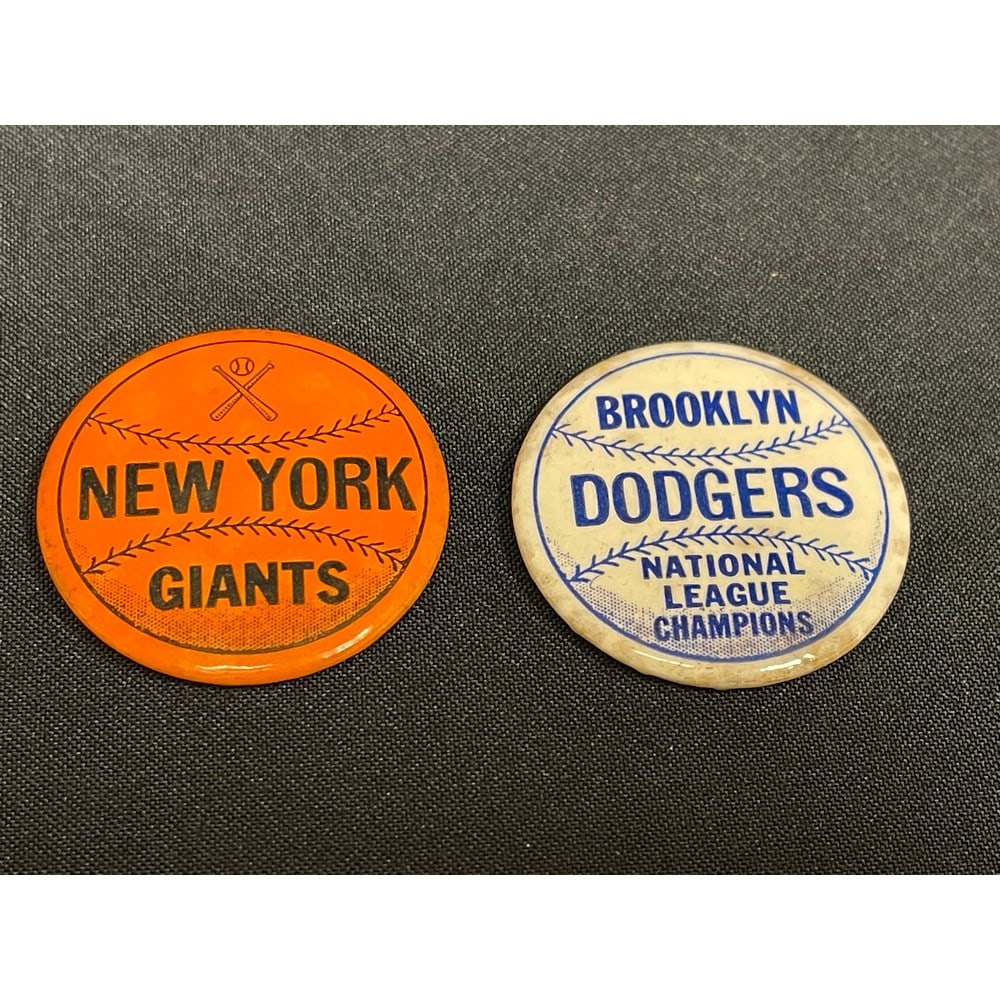 NEW YORK
GIANTS
BROOKLYN
DODGERS
NATIONAL
LEAGUE
CHAMPIONS